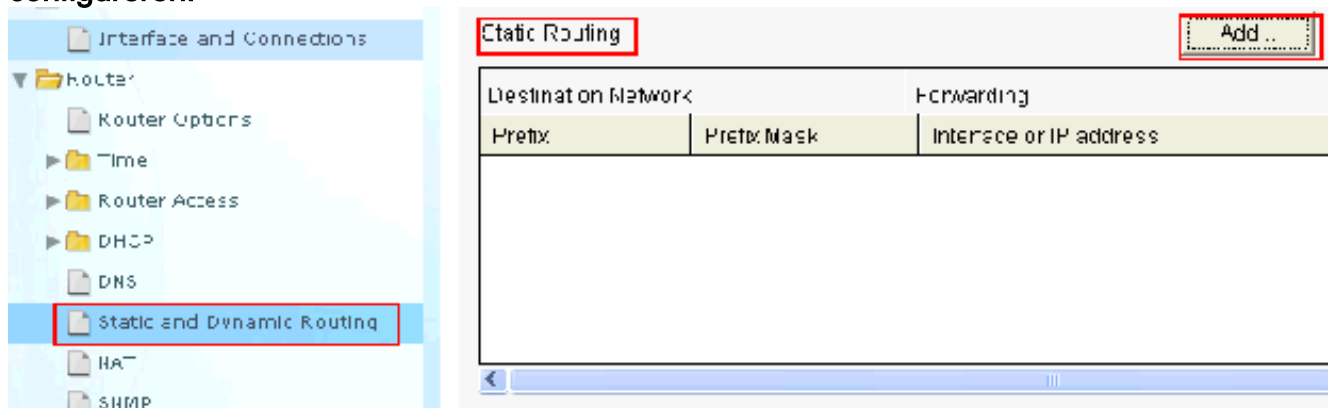 Interface and Connections
Router
Router Options
Time
Router Access
DHCP
DNS
Static and Dynamic Routing
NAT
SNMP
Static Routing
Add ...
Destination Network Forwarding
Prefix Prefix Mask Interface or IP address